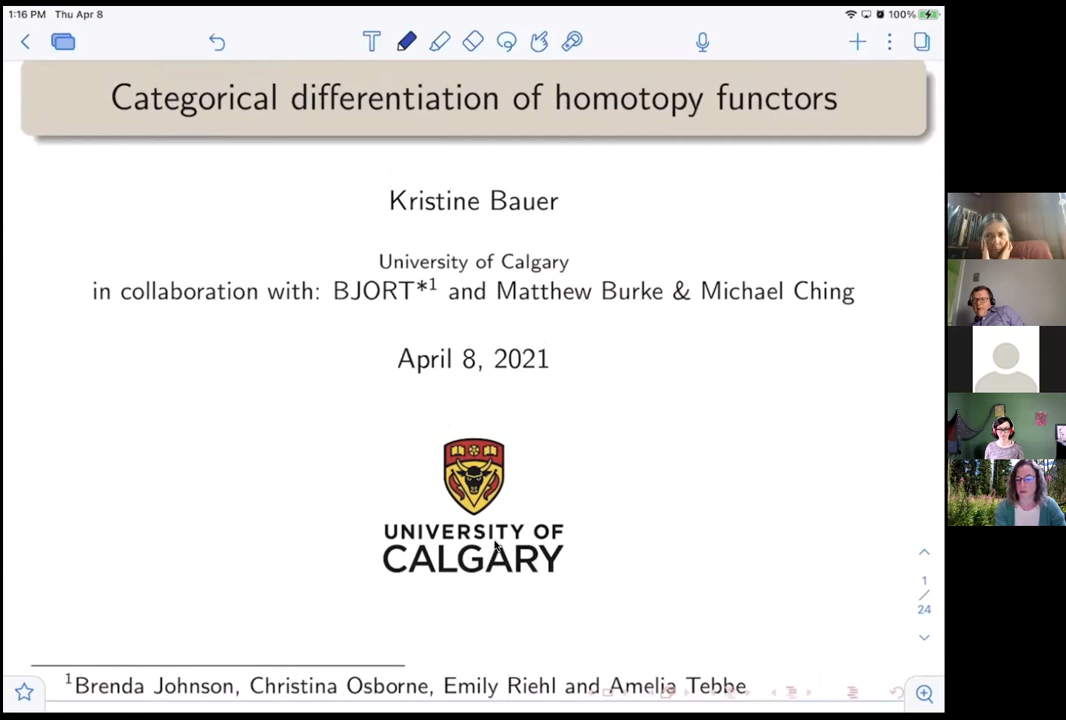 1:16 PM Thu Apr 8
100%
Categorical differentiation of homotopy functors
Kristine Bauer
University of Calgary
in collaboration with: BJORT*1 and Matthew Burke & Michael Ching
April 8, 2021
UNIVERSITY OF
CALGARY
1
/
24
1Brenda Johnson, Christina Osborne, Emily Riehl and Amelia Tebbe